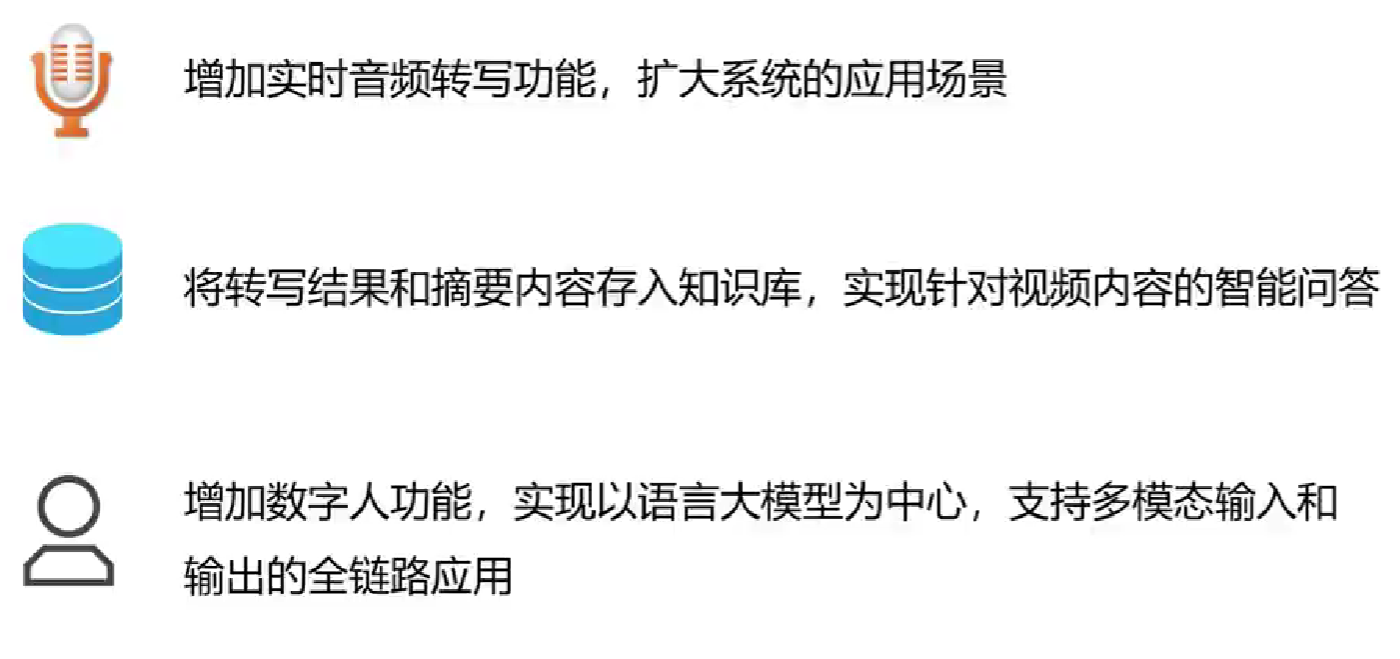 增加实时音频转写功能，扩大系统的应用场景
将转写结果和摘要内容存入知识库，实现针对视频内容的智能问答
增加数字人功能，实现以语言大模型为中心，支持多模态输入和
输出的全链路应用